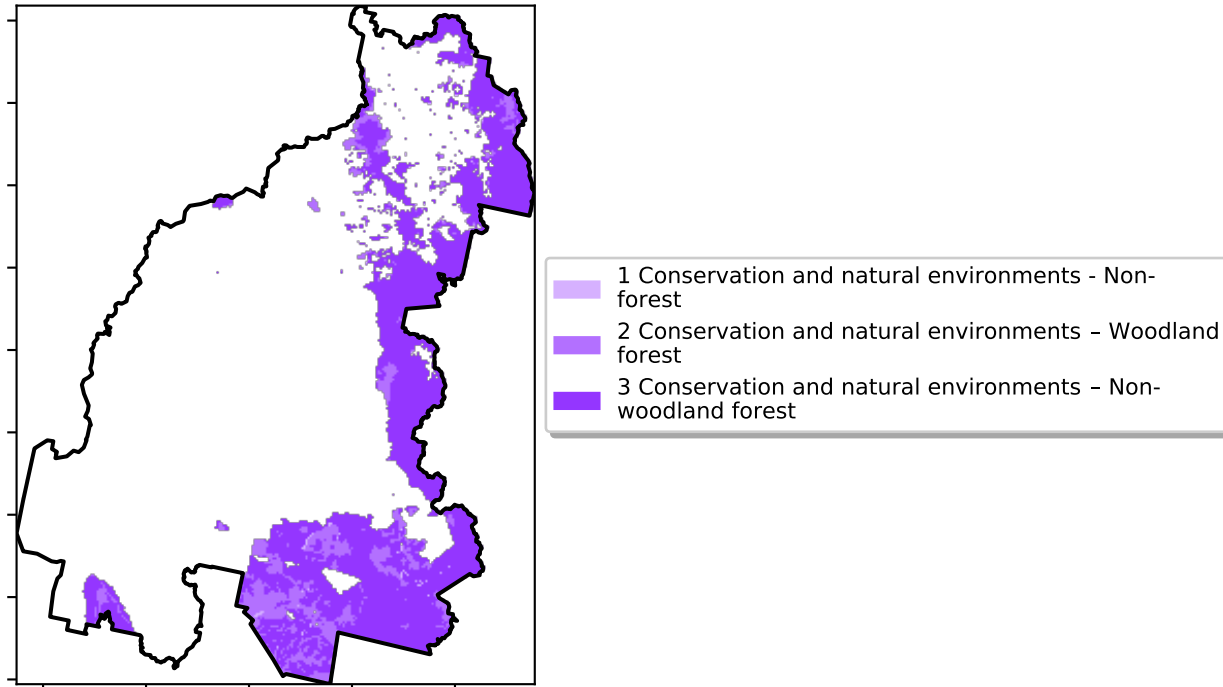 1 Conservation and natural environments - Non-
forest
2 Conservation and natural environments – Woodland
forest
3 Conservation and natural environments – Non-
woodland forest